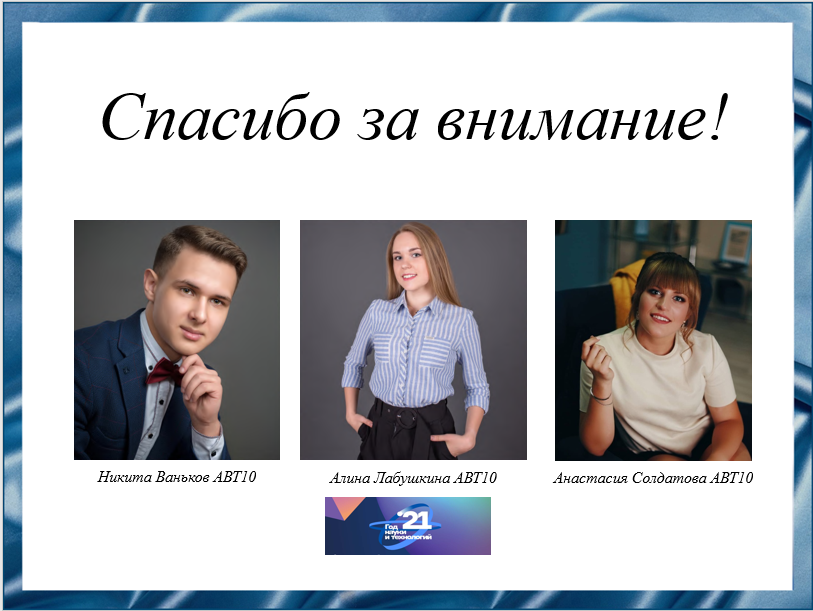 Спасибо за внимание!
Никита Ваньков АВТ10
Алина Лабушкина АВТ10
Анастасия Солдатова АВТ10
'21
Год
науки
и технологий